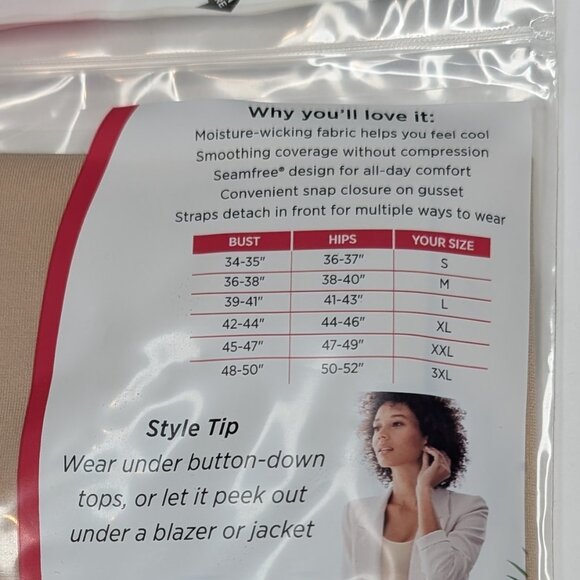 Why you'll love it:
Moisture-wicking fabric helps you feel cool
Smoothing coverage without compression
Seamfree® design for all-day comfort
Convenient snap closure on gusset
Straps detach in front for multiple ways to wear
BUST HIPS YOUR SIZE
34-35" 36-37" S
36-38" 38-40" M
39-41" 41-43" L
42-44" 44-46" XL
45-47" 47-49" XXL
48-50" 50-52" 3XL
Style Tip
Wear under button-down
tops, or let it peek out
under a blazer or jacket